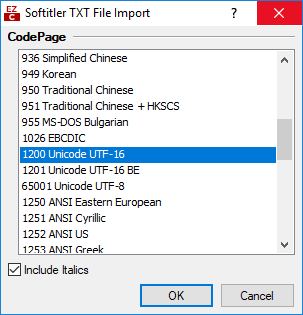 EZ
C
Softitler TXT File Import
?
CodePage
936 Simplified Chinese
949 Korean
950 Traditional Chinese
951 Traditional Chinese + HKSCS
955 MS-DOS Bulgarian
1026 EBCDIC
1200 Unicode UTF-16
1201 Unicode UTF-16 BE
65001 Unicode UTF-8
1250 ANSI Eastern European
1251 ANSI Cyrillic
1252 ANSI US
1253 ANSI Greek
Include Italics
OK
Cancel